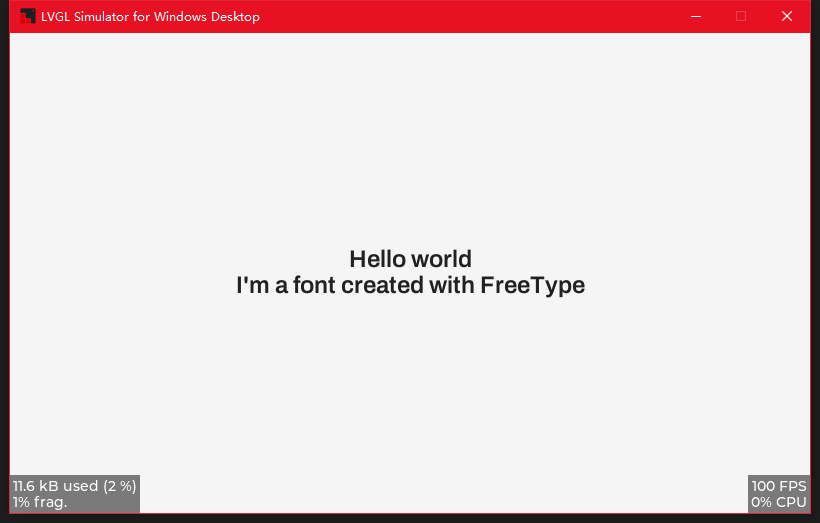 LVGL Simulator for Windows Desktop
Hello world
I'm a font created with FreeType
11.6 kB used (2 %)
1% frag.
100 FPS
0% CPU